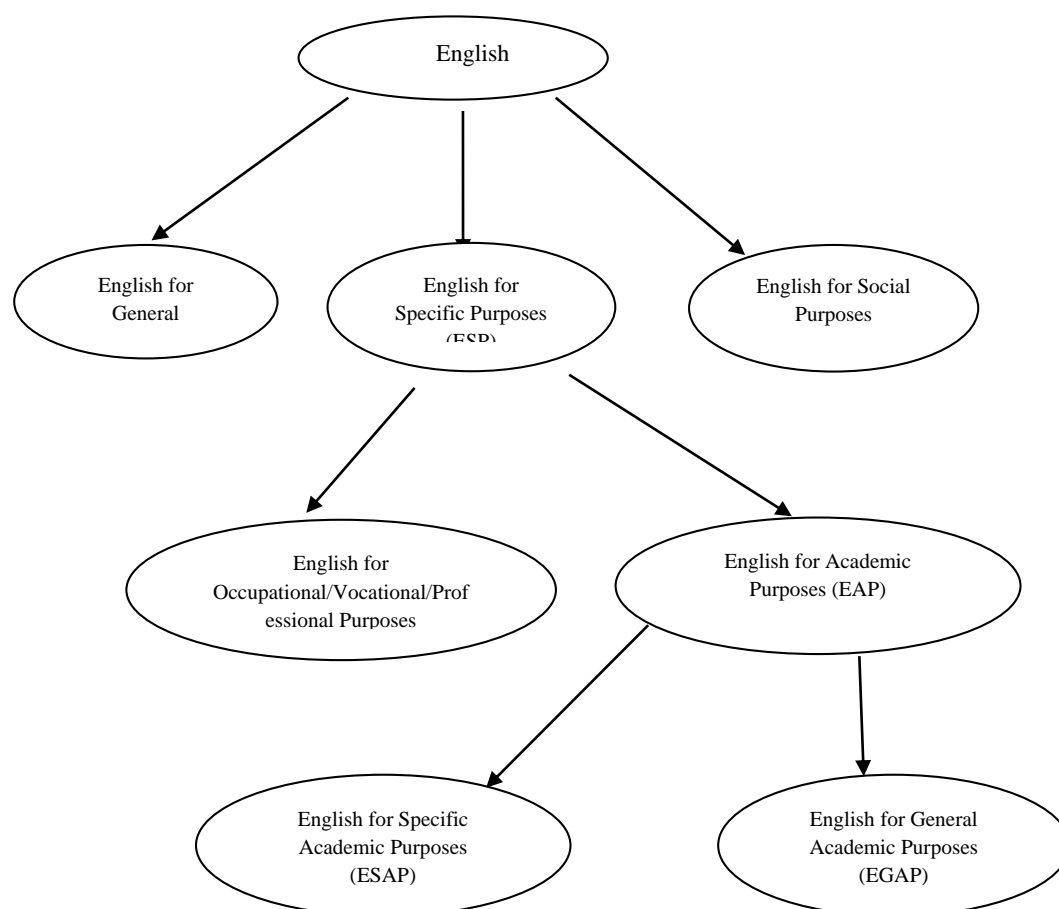 English
English for
General
English for
Specific Purposes
(ESP)
English for Social
Purposes
English for
Occupational/Vocational/Prof
essional Purposes
English for Academic
Purposes (EAP)
English for Specific
Academic Purposes
(ESAP)
English for General
Academic Purposes
(EGAP)